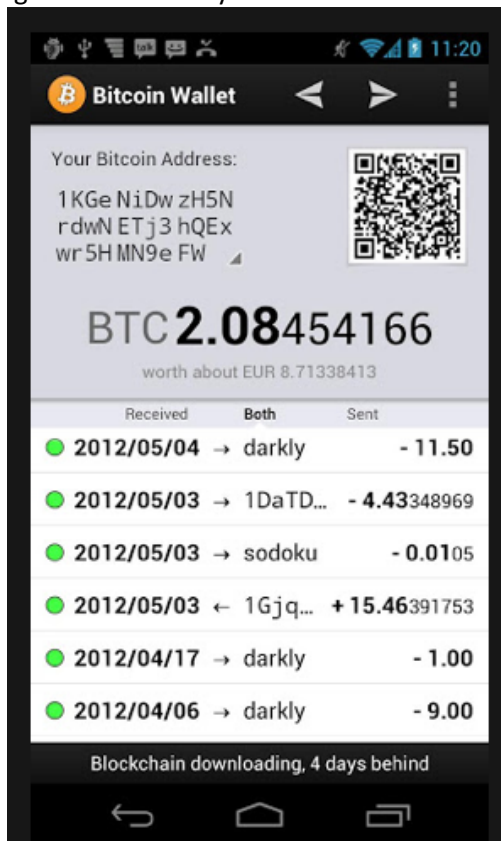 11:20
Bitcoin Wallet
Your Bitcoin Address:
1KGe NiDw zH5N
rdwN ETj3 hQEx
wr5H MN9e FW
BTC 2.08454166
worth about EUR 8.71338413
Received Both Sent
2012/05/04 → darkly - 11.50
2012/05/03 → 1DaTD... - 4.43348969
2012/05/03 → sodoku - 0.0105
2012/05/03 ← 1Gjq... + 15.46391753
2012/04/17 → darkly - 1.00
2012/04/06 → darkly - 9.00
Blockchain downloading, 4 days behind